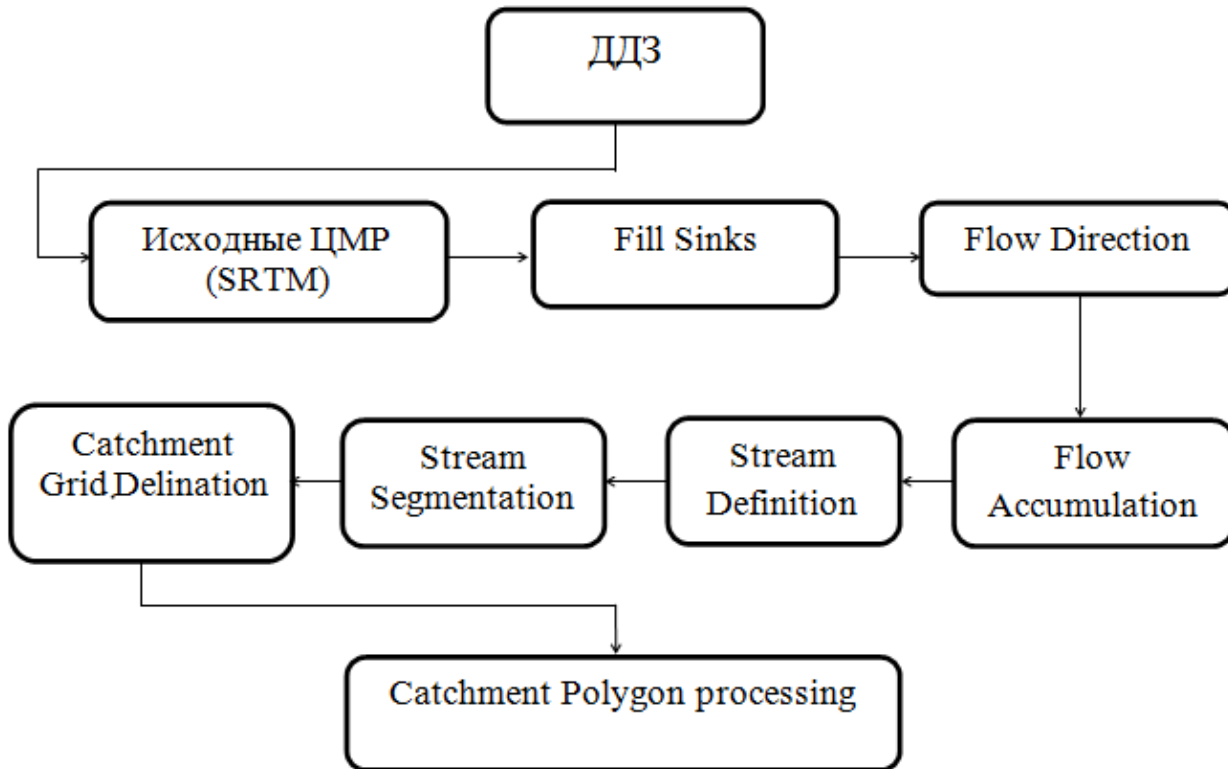 ДДЗ
Исходные ЦМР
(SRTM)
Fill Sinks
Flow Direction
Flow
Accumulation
Stream
Definition
Stream
Segmentation
Catchment
Grid,Delination
Catchment Polygon processing